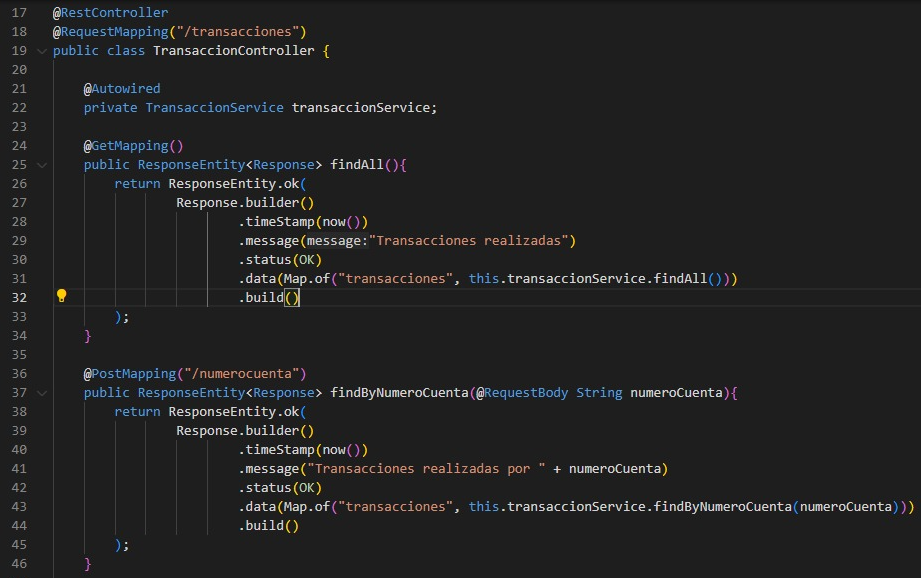 17 @RestController
18 @RequestMapping("/transacciones")
19 public class TransaccionController {
20
21 @Autowired
22 private TransaccionService transaccionService;
23
24 @GetMapping()
25 public ResponseEntity<Response> findAll(){
26 return ResponseEntity.ok(
27 Response.builder()
28 .timeStamp(now())
29 .message(message:"Transacciones realizadas")
30 .status(OK)
31 .data(Map.of("transacciones", this.transaccionService.findAll()))
32 .build()
33 );
34 }
35
36 @PostMapping("/numerocuenta")
37 public ResponseEntity<Response> findByNumeroCuenta(@RequestBody String numeroCuenta){
38 return ResponseEntity.ok(
39 Response.builder()
40 .timeStamp(now())
41 .message("Transacciones realizadas por " + numeroCuenta)
42 .status(OK)
43 .data(Map.of("transacciones", this.transaccionService.findByNumeroCuenta(numeroCuenta)))
44 .build()
45 );
46 }